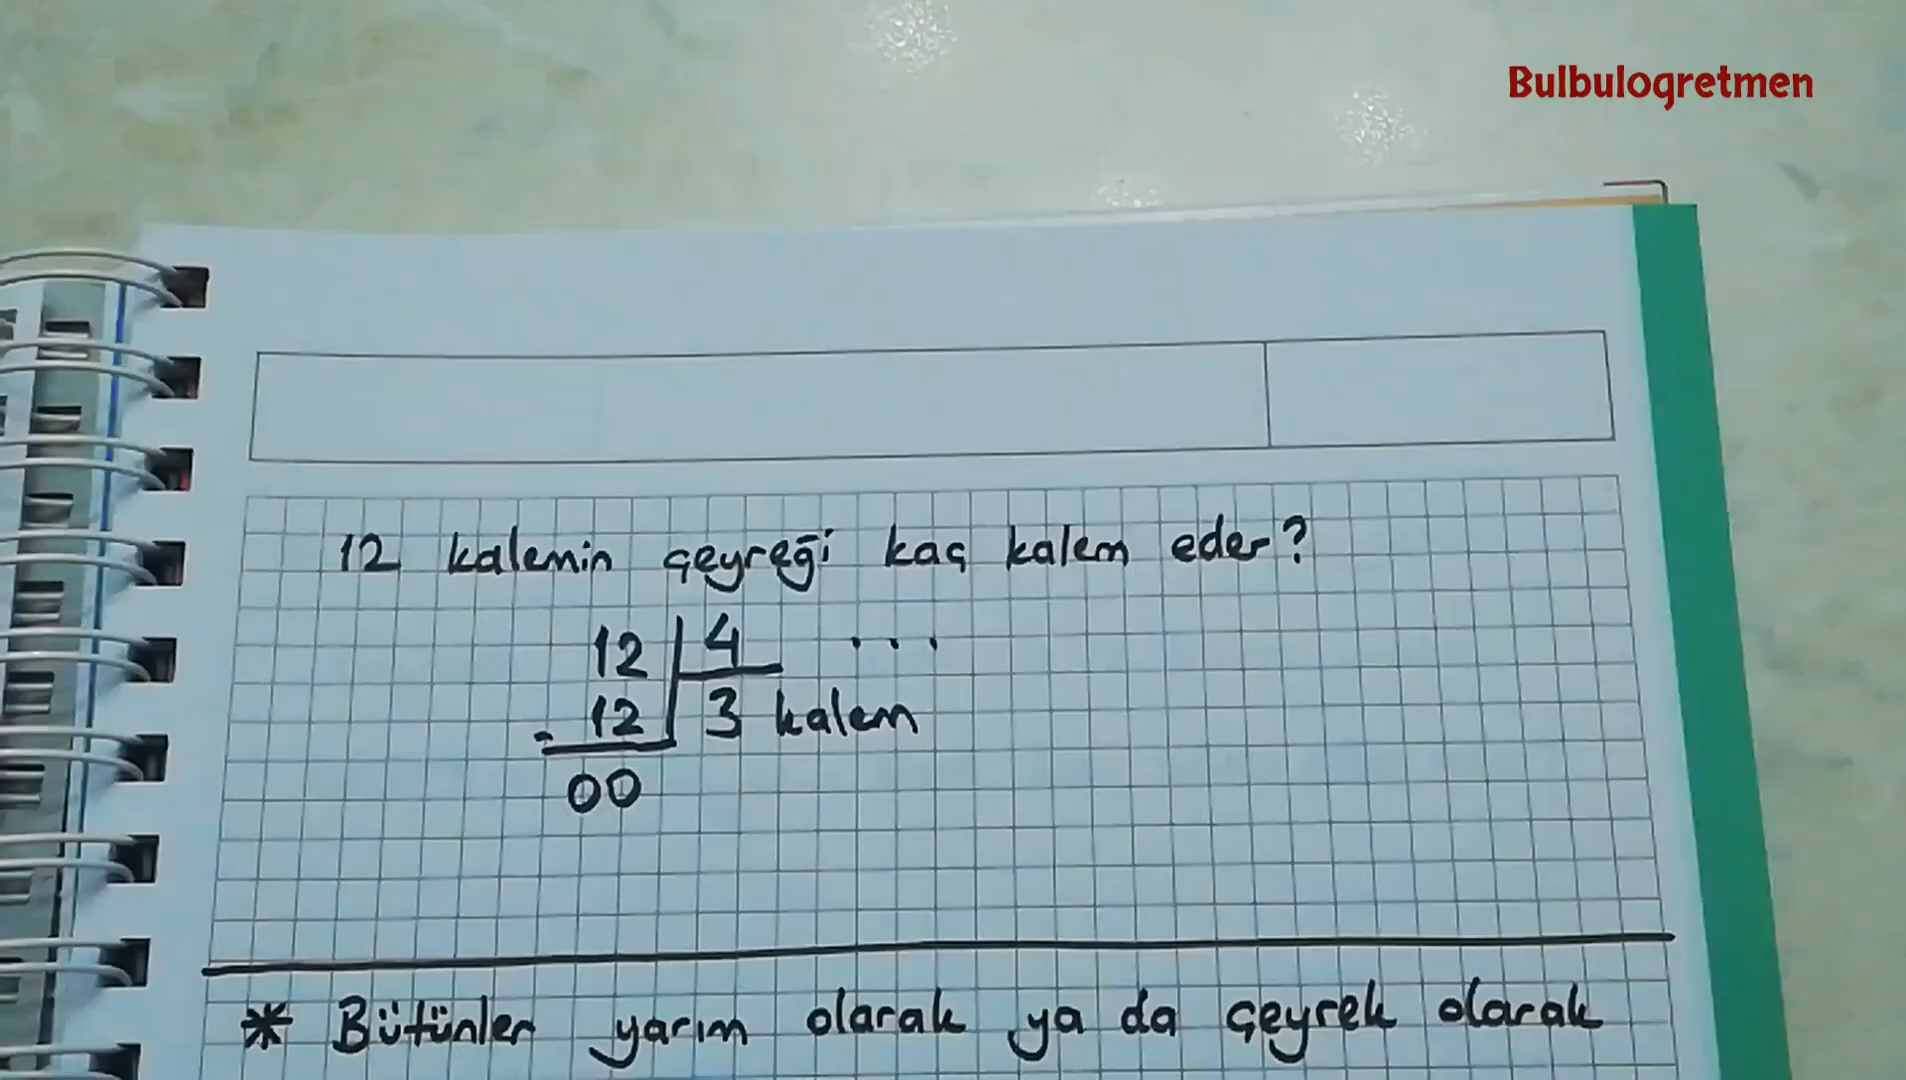 Bulbulogretmen
12 kalemin çeyreği kaç kalem eder?
12 4 ...
- 12 3 kalem
00
* Bütünler yarım olarak ya da çeyrek olarak